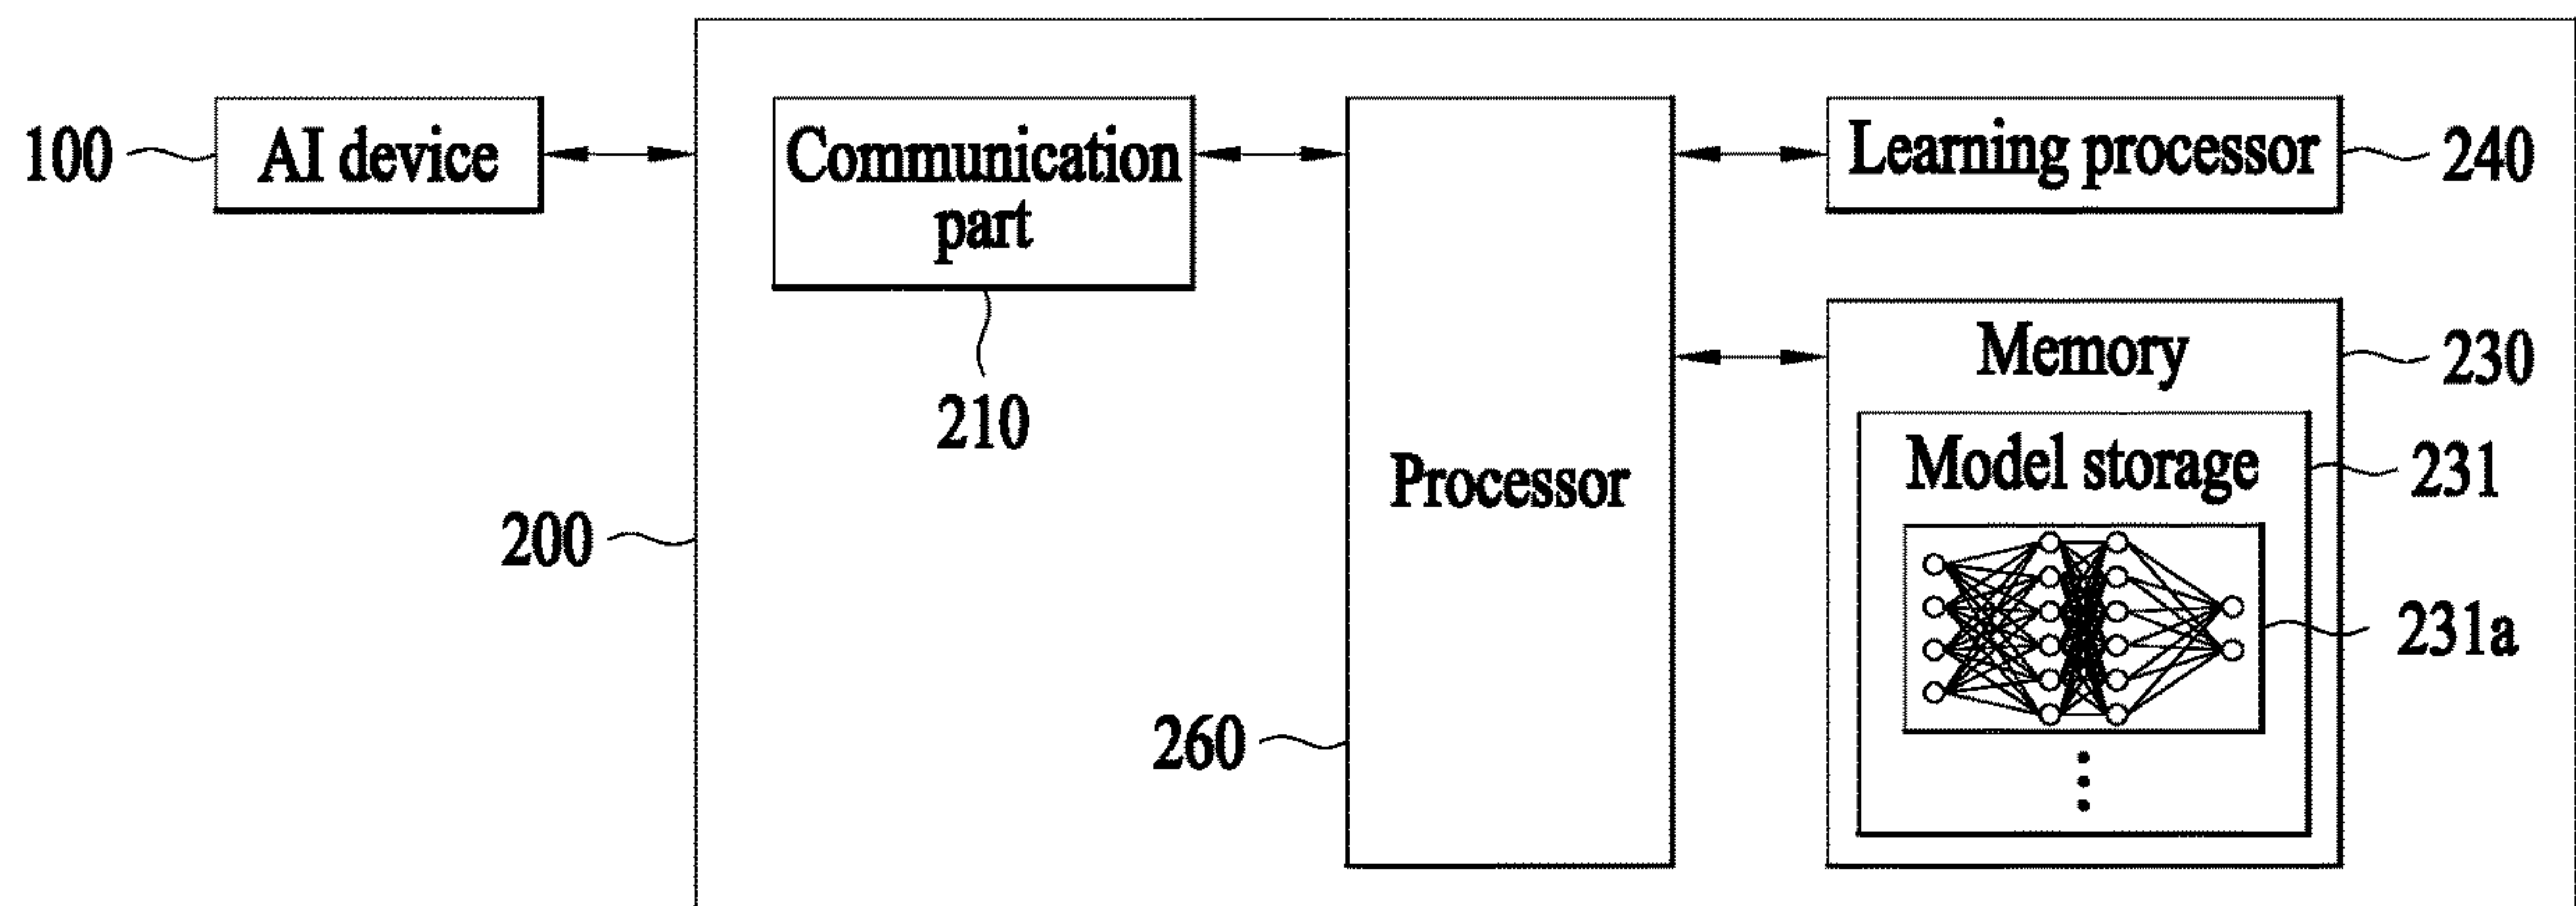 100
AI device
Communication
part
210
200
Processor
260
Learning processor
240
Memory
230
Model storage
231
231a